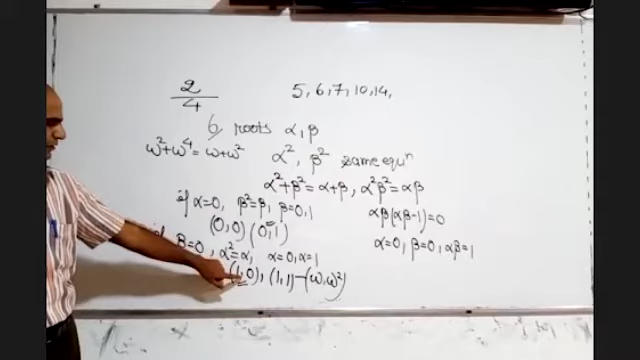 2/4
5, 6, 7, 10, 14,
6, roots α, β
ω²+ω⁴=ω+ω²
α², β² same equⁿ
α²+β²=α+β, α²β²=αβ
if α=0, β²=β, β=0,1
αβ(αβ-1)=0
(0,0) (0,1)
α=0, β=0, αβ=1
β=0, α²=α, α=0, α=1
(1,0), (1,1)-(ω,ω²)